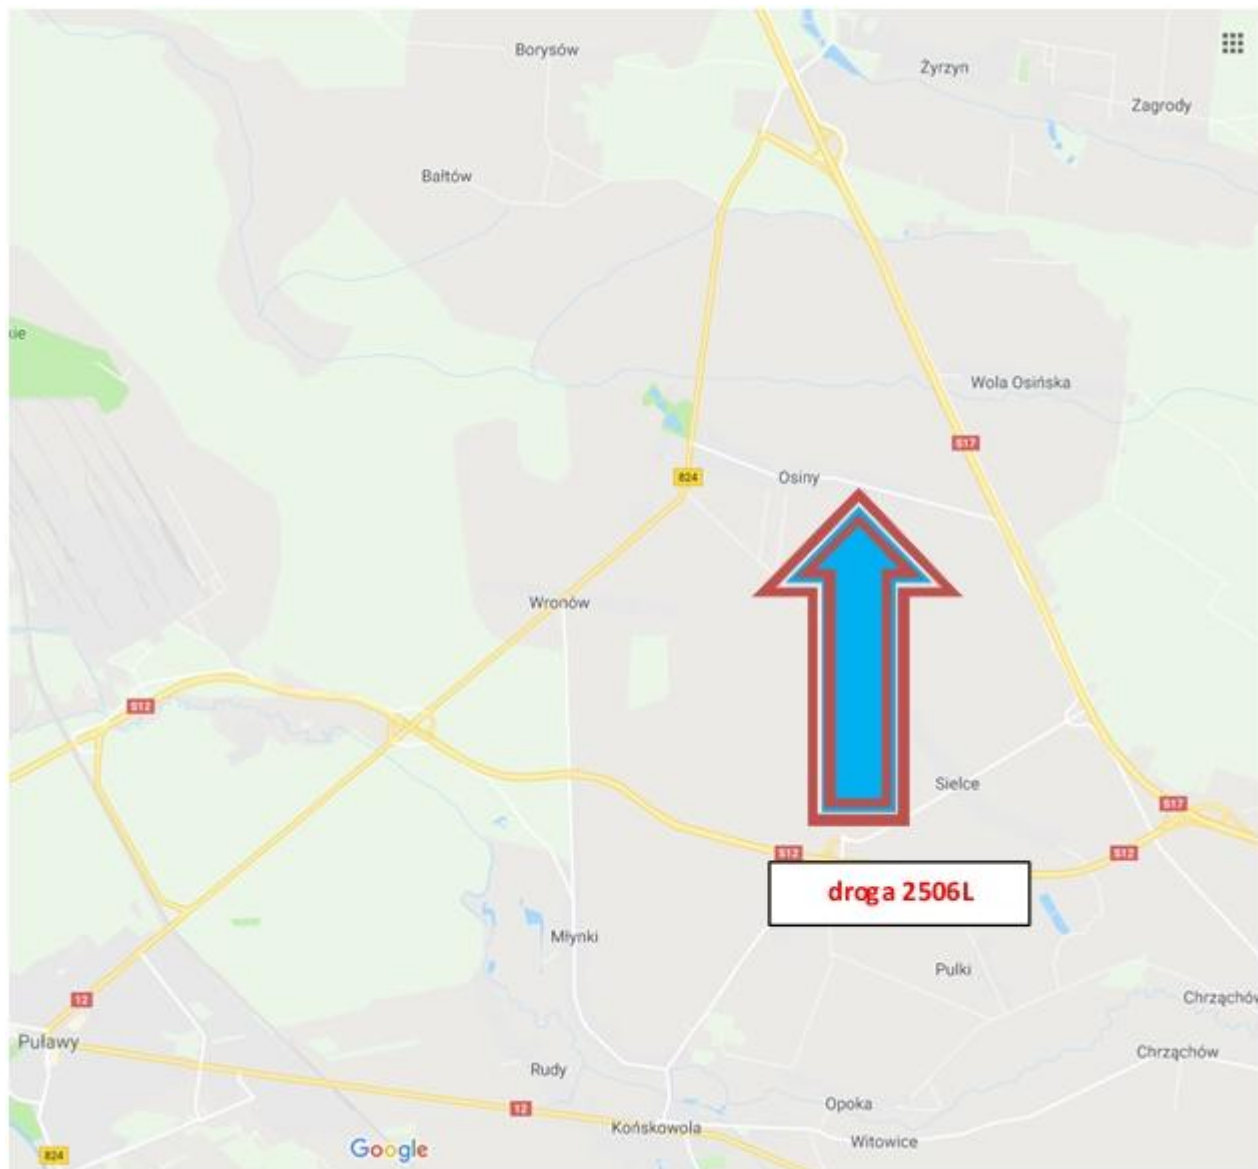 Borysów
Żyrzyn
Zagrody
Bałtów
kie
Wola Osińska
S17
824
Osiny
Wronów
S12
Sielce
S17
S12
S12
droga 2506L
Młynki
Pulki
12
Chrząchów
Puławy
Chrząchów
Rudy
12
Opoka
Końskowola
Witowice
Google
824